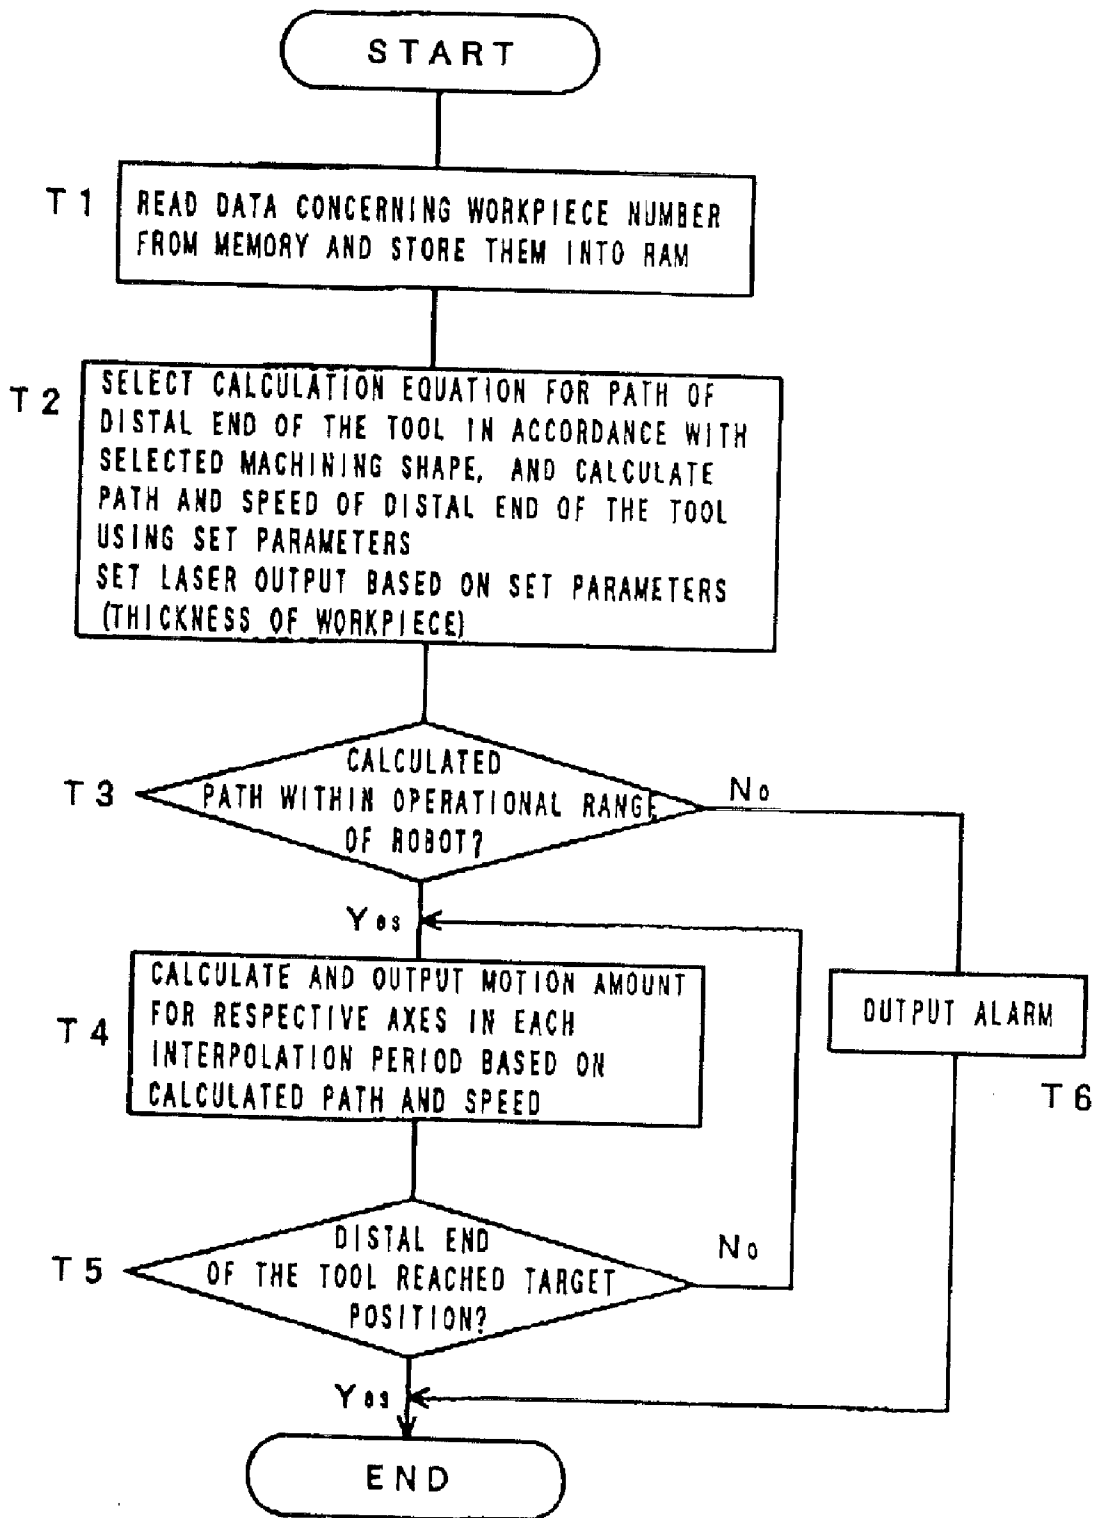 START
T1
READ DATA CONCERNING WORKPIECE NUMBER
FROM MEMORY AND STORE THEM INTO RAM
T2
SELECT CALCULATION EQUATION FOR PATH OF
DISTAL END OF THE TOOL IN ACCORDANCE WITH
SELECTED MACHINING SHAPE, AND CALCULATE
PATH AND SPEED OF DISTAL END OF THE TOOL
USING SET PARAMETERS
SET LASER OUTPUT BASED ON SET PARAMETERS
(THICKNESS OF WORKPIECE)
T3
CALCULATED
PATH WITHIN OPERATIONAL RANGE
OF ROBOT?
No
Yes
T4
CALCULATE AND OUTPUT MOTION AMOUNT
FOR RESPECTIVE AXES IN EACH
INTERPOLATION PERIOD BASED ON
CALCULATED PATH AND SPEED
OUTPUT ALARM
T6
T5
DISTAL END
OF THE TOOL REACHED TARGET
POSITION?
No
Yes
END